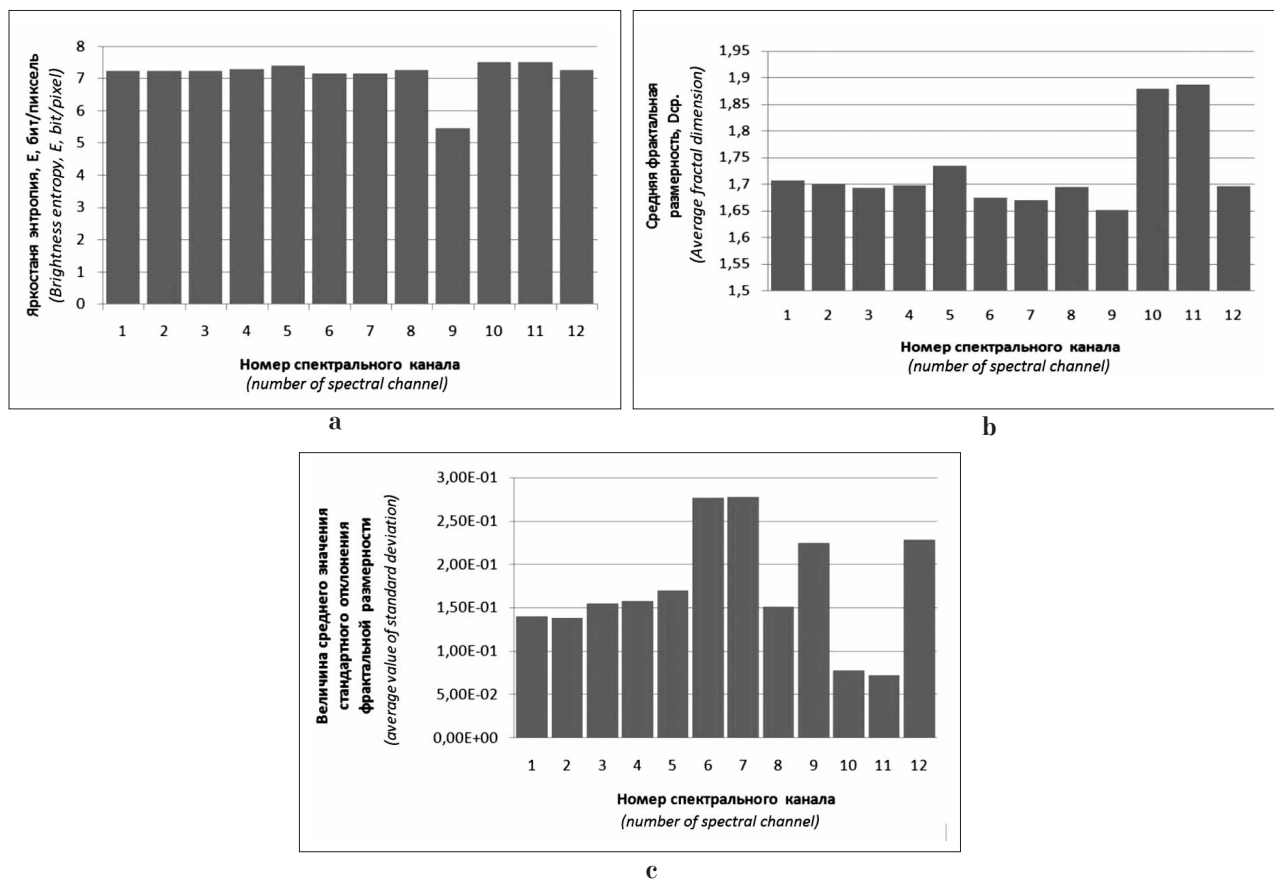 Яркостаня энтропия, Е, бит/пиксель
(Brightness entropy, E, bit/pixel)
8
7
6
5
4
3
2
1
0
1 2 3 4 5 6 7 8 9 10 11 12
Номер спектрального канала
(number of spectral channel)
a
Средняя фрактальная
размерность, Dср.
(Average fractal dimension)
1,95
1,9
1,85
1,8
1,75
1,7
1,65
1,6
1,55
1,5
1 2 3 4 5 6 7 8 9 10 11 12
Номер спектрального канала
(number of spectral channel)
b
Величина среднего значения
стандартного отклонения
фрактальной размерности
(average value of standard deviation)
3,00E-01
2,50E-01
2,00E-01
1,50E-01
1,00E-01
5,00E-02
0,00E+00
1 2 3 4 5 6 7 8 9 10 11 12
Номер спектрального канала
(number of spectral channel)
c